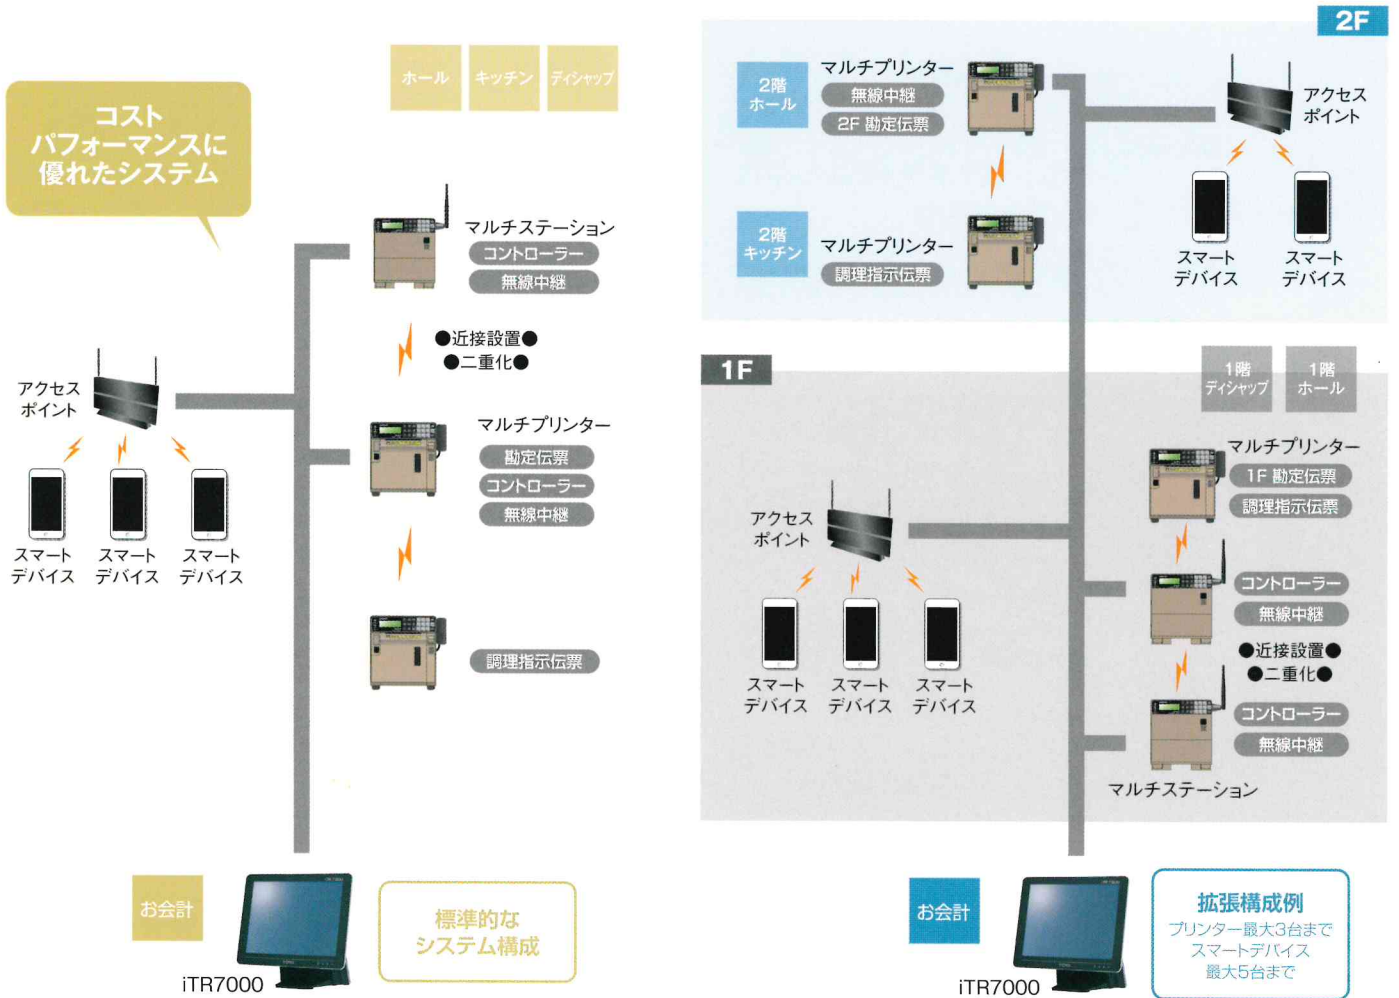 コスト
パフォーマンスに
優れたシステム
ホール
キッチン
ディシャップ
マルチステーション
コントローラー
無線中継
●近接設置●
●二重化●
アクセス
ポイント
スマート
デバイス
スマート
デバイス
スマート
デバイス
マルチプリンター
勘定伝票
コントローラー
無線中継
調理指示伝票
お会計
iTR7000
標準的な
システム構成
2F
2階
ホール
マルチプリンター
無線中継
2F 勘定伝票
アクセス
ポイント
スマート
デバイス
スマート
デバイス
2階
キッチン
マルチプリンター
調理指示伝票
1F
1階
ディシャップ
1階
ホール
マルチプリンター
1F 勘定伝票
調理指示伝票
アクセス
ポイント
スマート
デバイス
スマート
デバイス
スマート
デバイス
コントローラー
無線中継
●近接設置●
●二重化●
コントローラー
無線中継
マルチステーション
お会計
iTR7000
拡張構成例
プリンター最大3台まで
スマートデバイス
最大5台まで